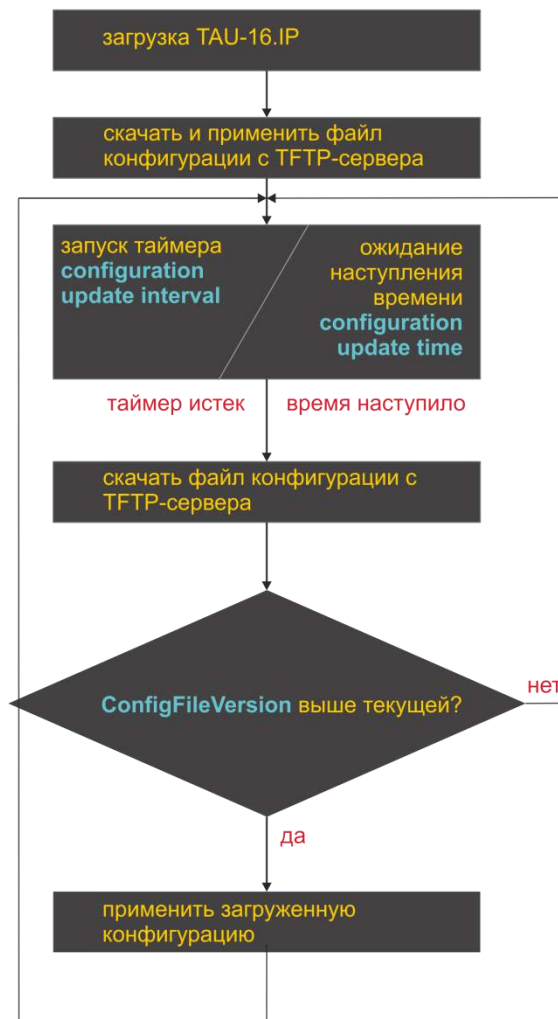 загрузка TAU-16.IP
скачать и применить файл
конфигурации с TFTP-сервера
запуск таймера
configuration
update interval
ожидание
наступления
времени
configuration
update time
таймер истек
время наступило
скачать файл конфигурации с
TFTP-сервера
ConfigFileVersion выше текущей?
нет
да
применить загруженную
конфигурацию